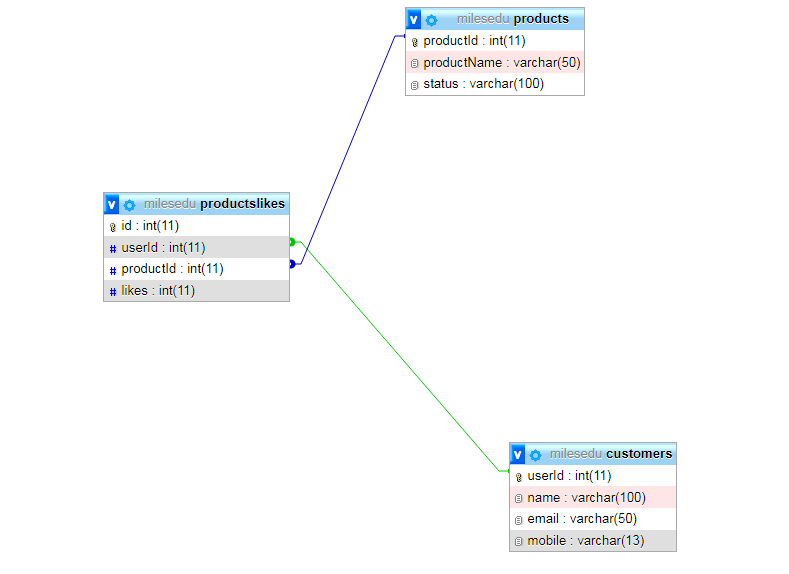 v milesedu products
productId : int(11)
productName : varchar(50)
status : varchar(100)
v milesedu productslikes
id : int(11)
# userId : int(11)
# productId : int(11)
# likes : int(11)
v milesedu customers
userId : int(11)
name : varchar(100)
email : varchar(50)
mobile : varchar(13)